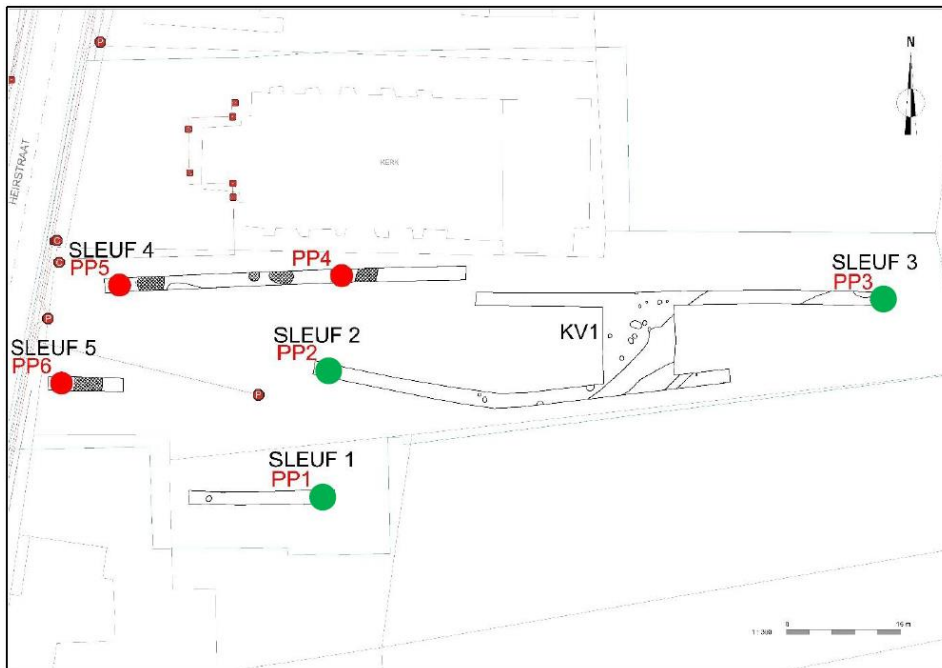 P
N
HEIRSTRAAT
KERK
C
C
SLEUF 4
PP5
PP4
SLEUF 3
PP3
P
KV1
SLEUF 2
PP2
SLEUF 5
PP6
P
SLEUF 1
PP1
0